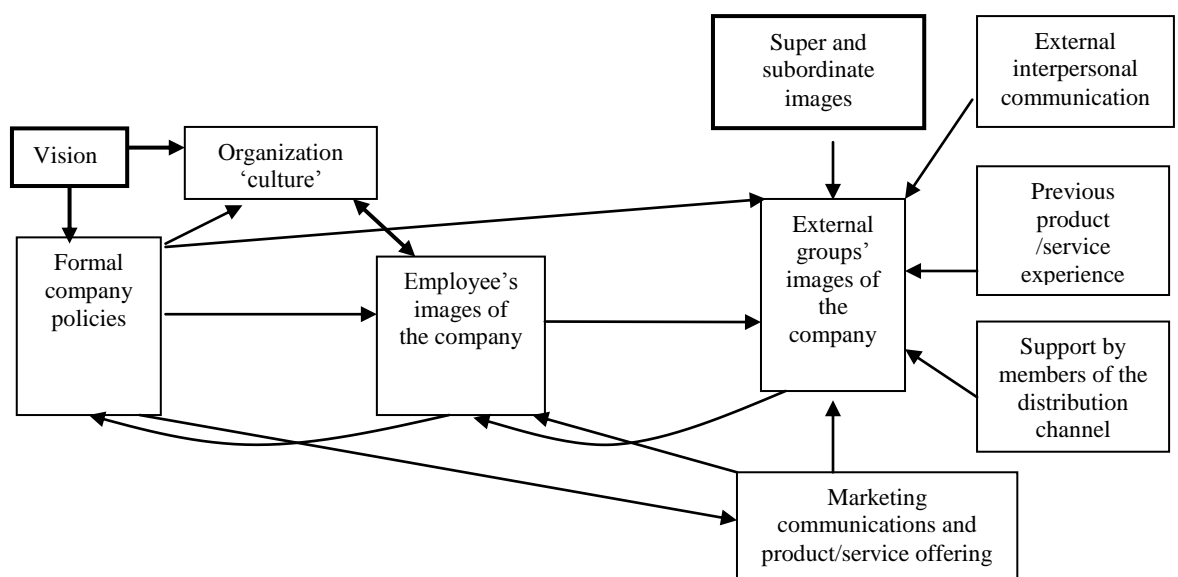 Super and
subordinate
images
External
interpersonal
communication
Vision
Organization
‘culture’
Previous
product
/service
experience
External
groups’
images of
the
company
Formal
company
policies
Employee’s
images of
the company
Support by
members of the
distribution
channel
Marketing
communications and
product/service offering